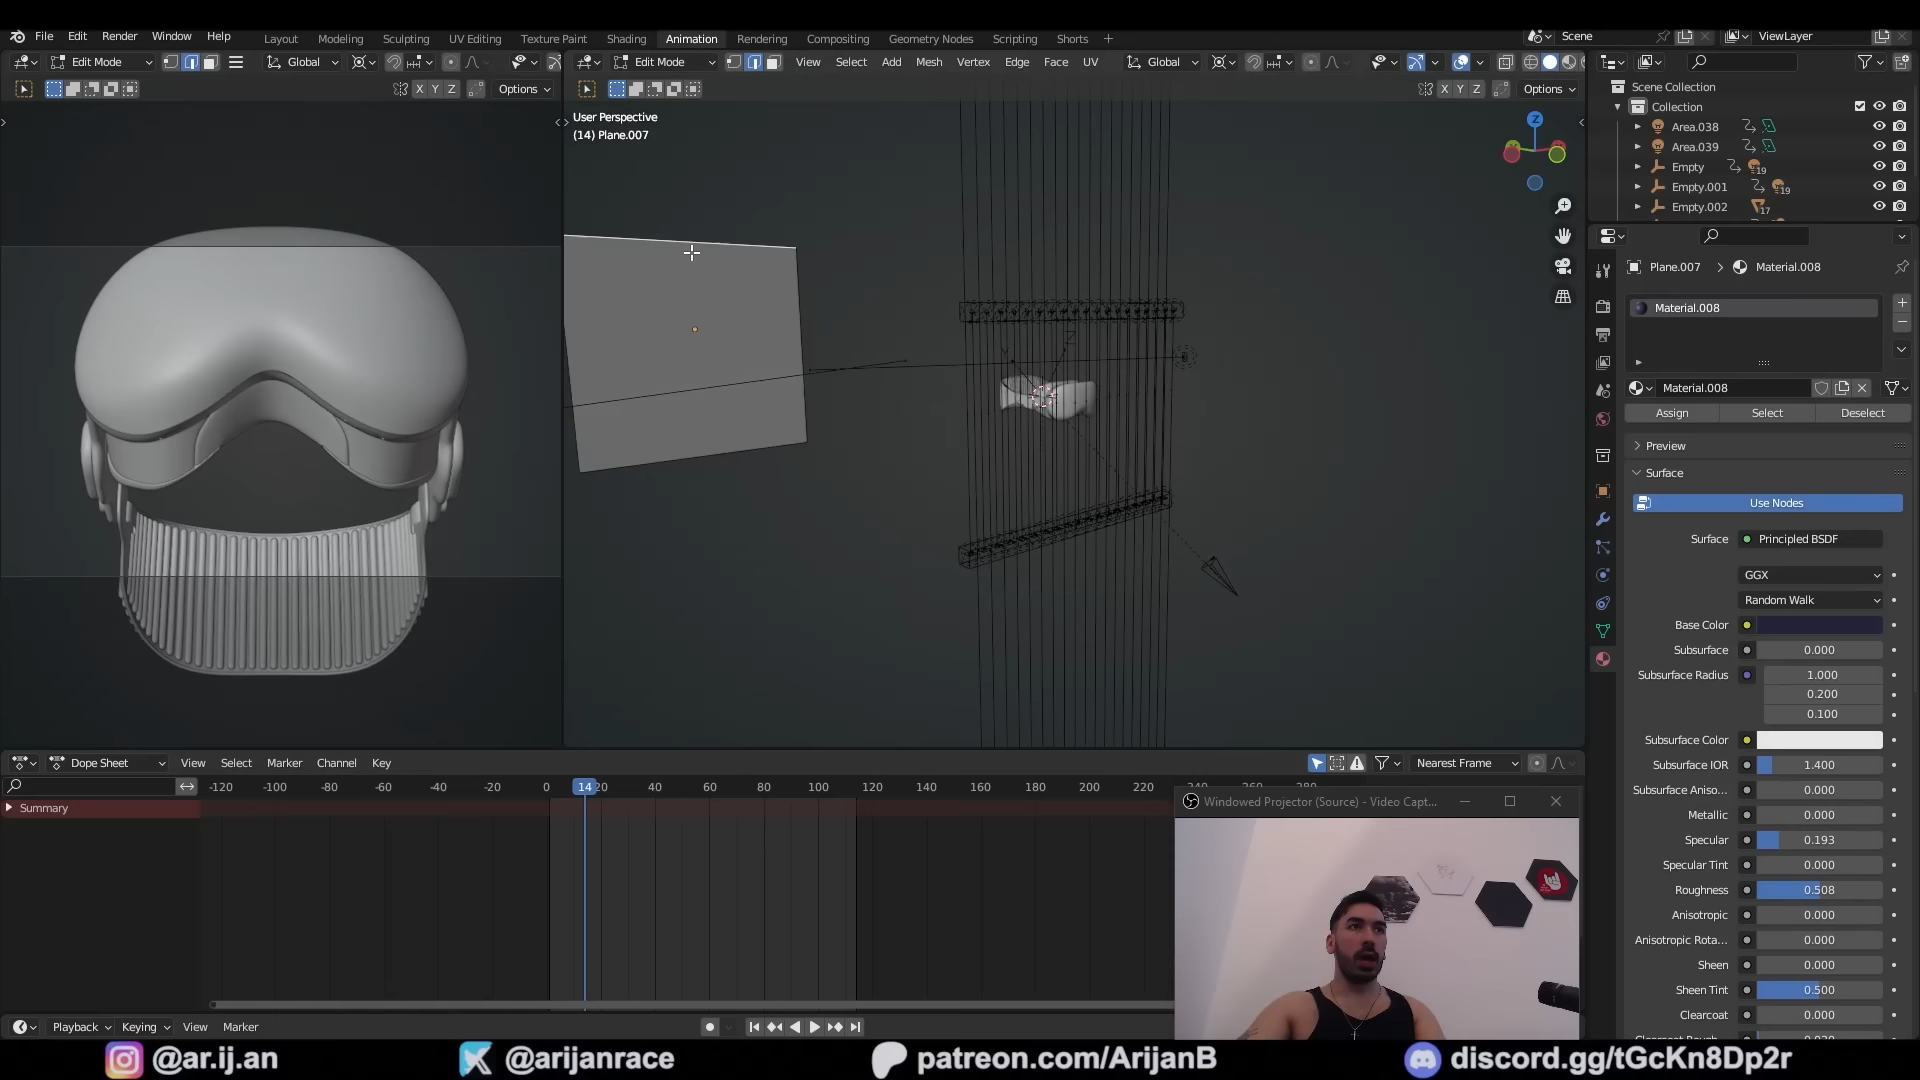 File Edit Render Window Help
Layout Modeling Sculpting UV Editing Texture Paint Shading Animation Rendering Compositing Geometry Nodes Scripting Shorts +
Scene ViewLayer
Edit Mode Global
Edit Mode View Select Add Mesh Vertex Edge Face UV Global
X Y Z Options
X Y Z Options
User Perspective
(14) Plane.007
Z
Scene Collection
Collection
Area.038
Area.039
Empty 19
Empty.001 19
Empty.002 17
Plane.007 > Material.008
Material.008
Material.008
Assign Select Deselect
Preview
Surface
Use Nodes
Surface Principled BSDF
GGX
Random Walk
Base Color
Subsurface 0.000
Subsurface Radius 1.000
0.200
0.100
Subsurface Color
Subsurface IOR 1.400
Subsurface Aniso... 0.000
Metallic 0.000
Specular 0.193
Specular Tint 0.000
Roughness 0.508
Anisotropic 0.000
Anisotropic Rota... 0.000
Sheen 0.000
Sheen Tint 0.500
Clearcoat 0.000
Dope Sheet View Select Marker Channel Key Nearest Frame
-120 -100 -80 -60 -40 -20 0 14 20 40 60 80 100 120 140 160 180 200 220
Summary
Windowed Projector (Source) - Video Capt...
Playback Keying View Marker
@ar.ij.an @arijanrace patreon.com/ArijanB discord.gg/tGcKn8Dp2r